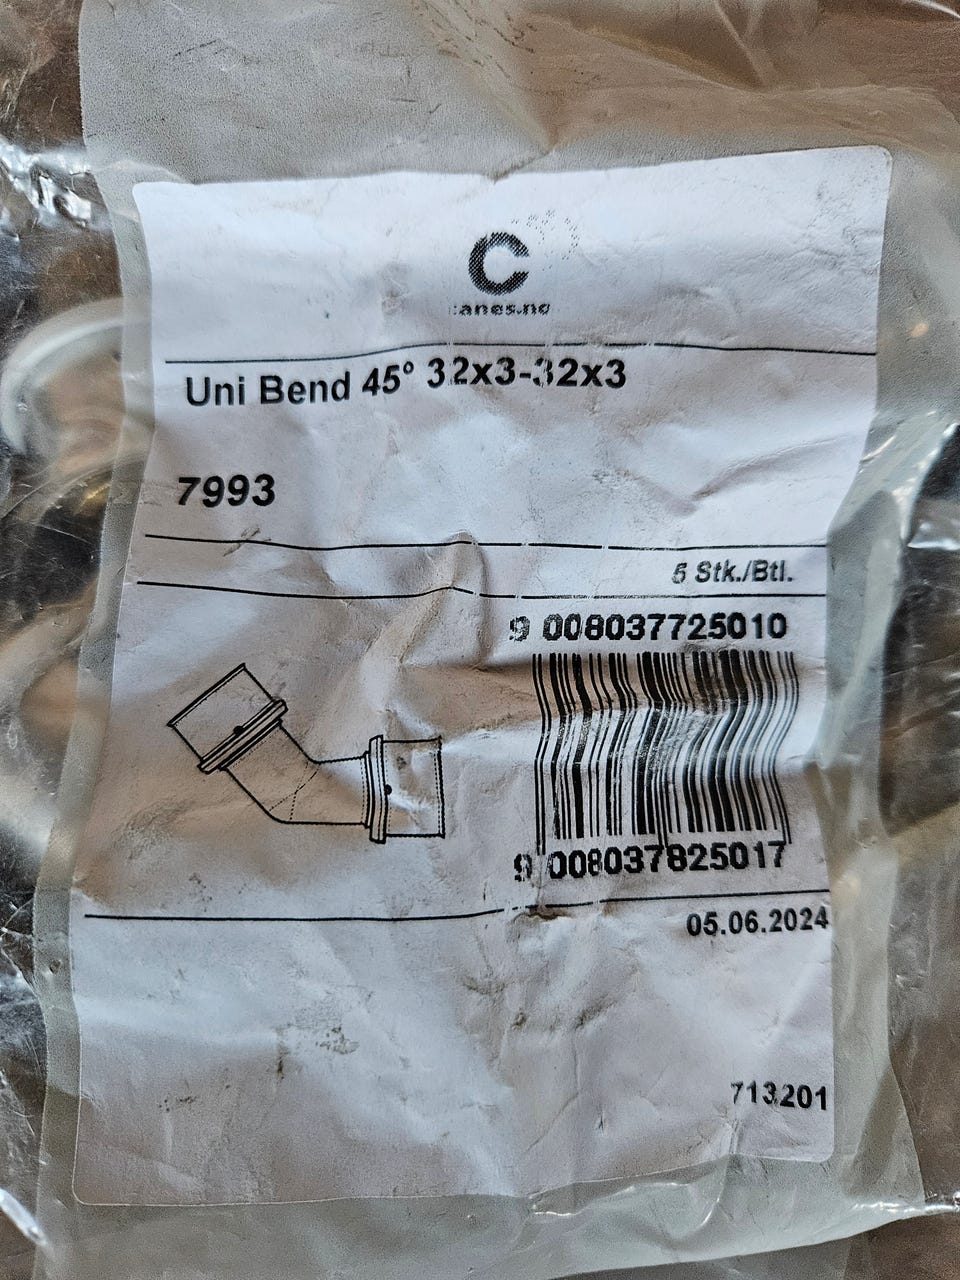 canes.no
Uni Bend 45° 32x3-32x3
7993
5 Stk./Btl.
9 008037725010
9 008037825017
05.06.2024
713201